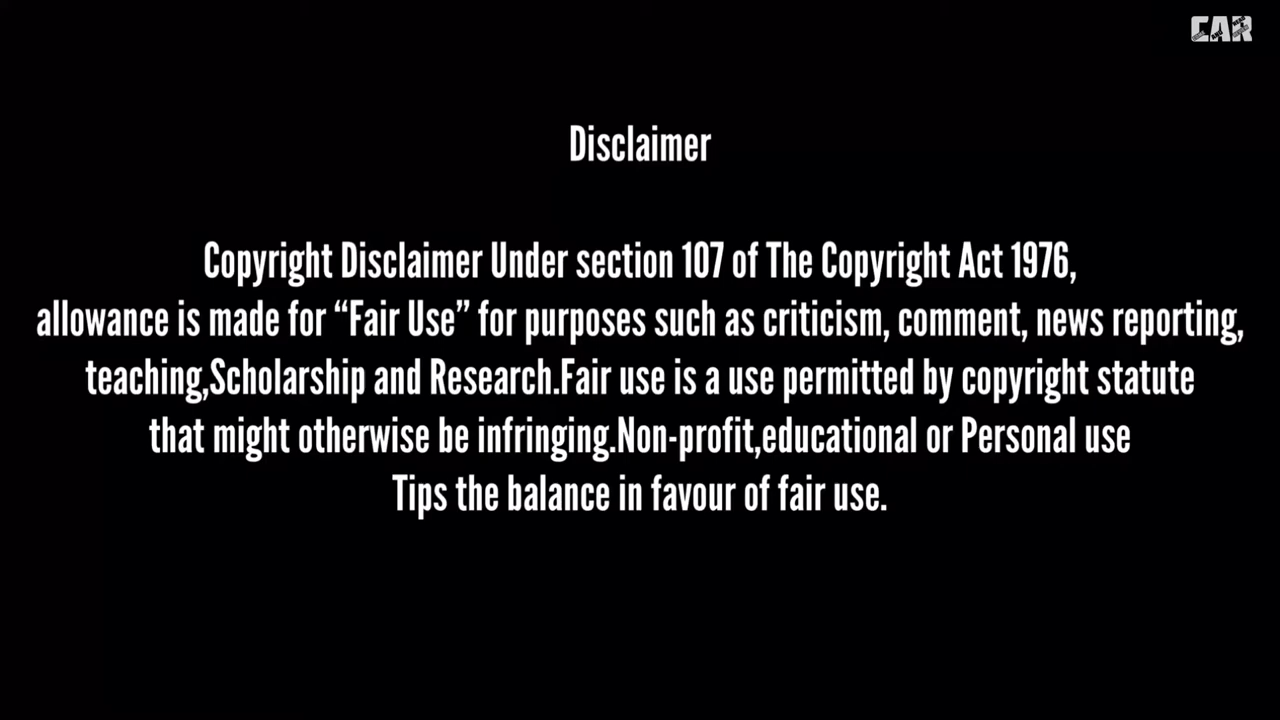 CAR
Disclaimer
Copyright Disclaimer Under section 107 of The Copyright Act 1976,
allowance is made for “Fair Use” for purposes such as criticism, comment, news reporting,
teaching,Scholarship and Research.Fair use is a use permitted by copyright statute
that might otherwise be infringing.Non-profit,educational or Personal use
Tips the balance in favour of fair use.